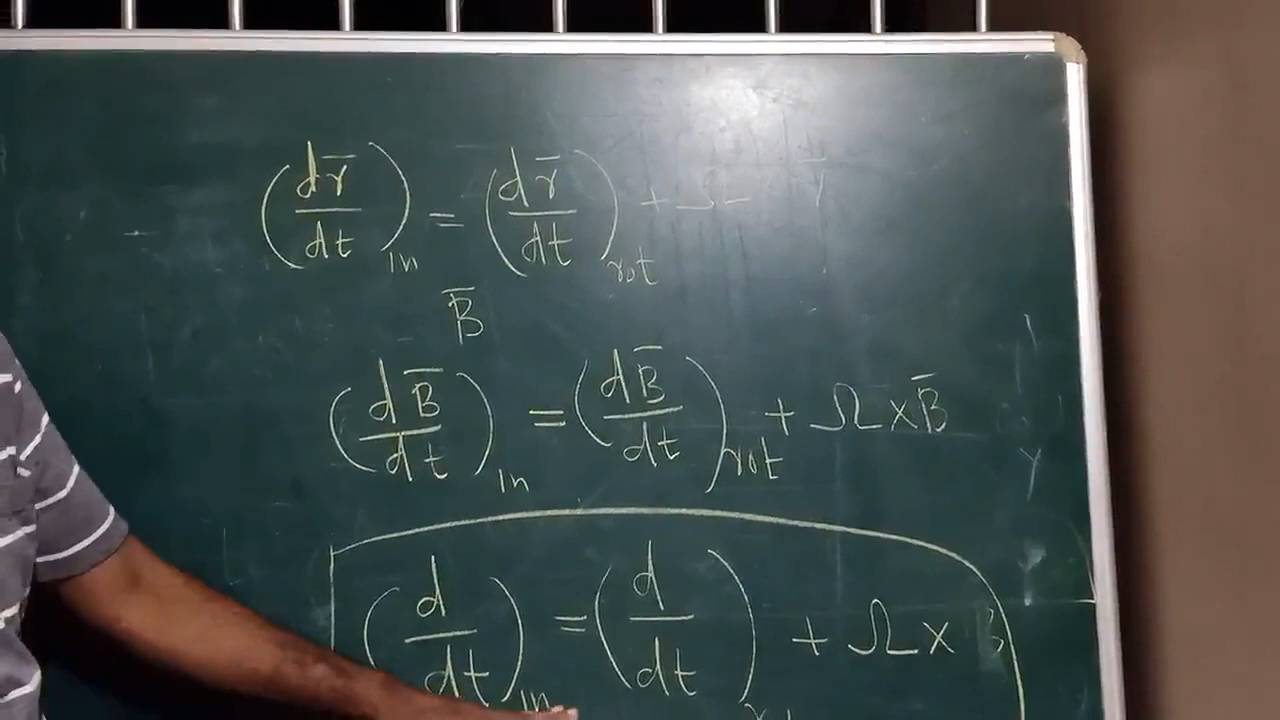 (dr̄/dt)in = (dr̄/dt)rot + Ω r̄
B̄
(dB̄/dt)in = (dB̄/dt)rot + Ω × B̄
(d/dt)in = (d/dt) + Ω ×